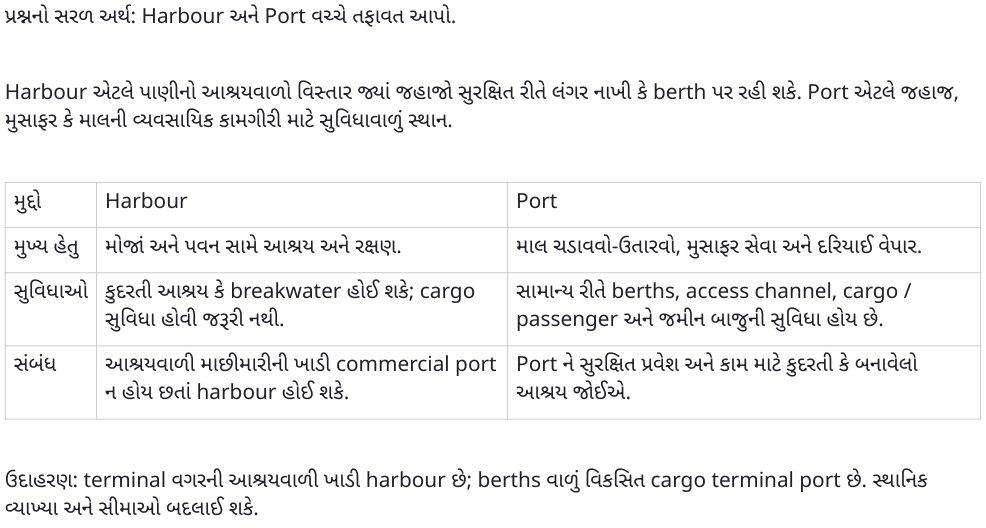 પ્રશ્નનો સરળ અર્થ: Harbour અને Port વચ્ચે તફાવત આપો.
Harbour એટલે પાણીનો આશ્રયવાળો વિસ્તાર જ્યાં જહાજો સુરક્ષિત રીતે લંગર નાખી કે berth પર રહી શકે. Port એટલે જહાજ,
મુસાફર કે માલની વ્યવસાયિક કામગીરી માટે સુવિધાવાળું સ્થાન.
મુદ્દો Harbour Port
મુખ્ય હેતુ મોજાં અને પવન સામે આશ્રય અને રક્ષણ. માલ ચડાવવો-ઉતારવો, મુસાફર સેવા અને દરિયાઈ વેપાર.
સુવિધાઓ કુદરતી આશ્રય કે breakwater હોઈ શકે; cargo
સુવિધા હોવી જરૂરી નથી.
સામાન્ય રીતે berths, access channel, cargo /
passenger અને જમીન બાજુની સુવિધા હોય છે.
સંબંધ આશ્રયવાળી માછીમારીની ખાડી commercial port
ન હોય છતાં harbour હોઈ શકે.
Port ને સુરક્ષિત પ્રવેશ અને કામ માટે કુદરતી કે બનાવેલો
આશ્રય જોઈએ.
ઉદાહરણ: terminal વગરની આશ્રયવાળી ખાડી harbour છે; berths વાળું વિકસિત cargo terminal port છે. સ્થાનિક
વ્યાખ્યા અને સીમાઓ બદલાઈ શકે.